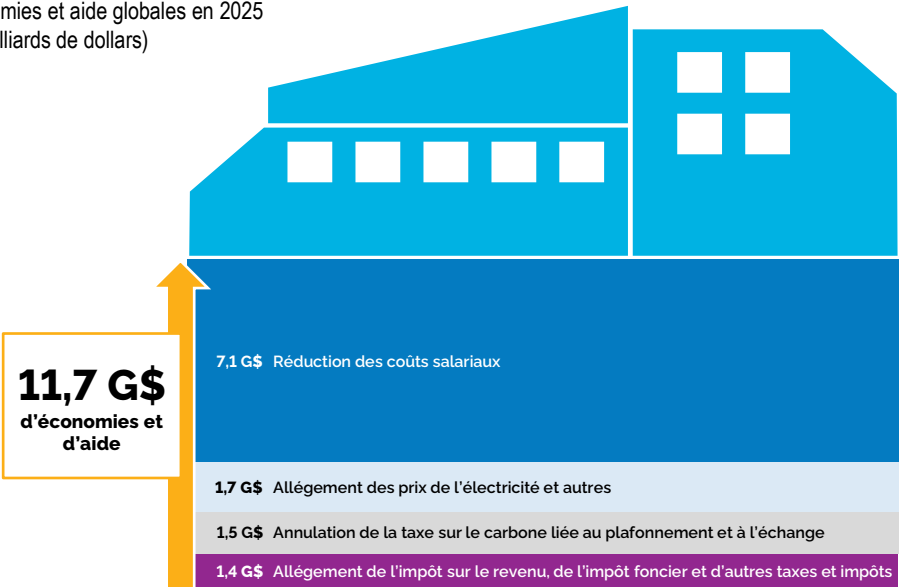 mies et aide globales en 2025
lliards de dollars)
7,1 G$ Réduction des coûts salariaux
11,7 G$
d'économies et
d'aide
1,7 G$ Allégement des prix de l'électricité et autres
1,5 G$ Annulation de la taxe sur le carbone liée au plafonnement et à l'échange
1,4 G$ Allégement de l'impôt sur le revenu, de l'impôt foncier et d'autres taxes et impôts